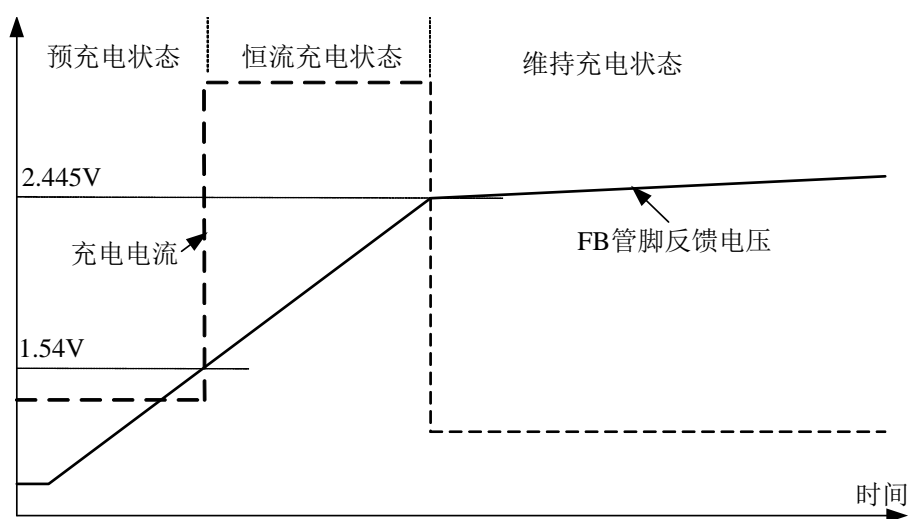 预充电状态
恒流充电状态
维持充电状态
2.445V
充电电流
FB管脚反馈电压
1.54V
时间